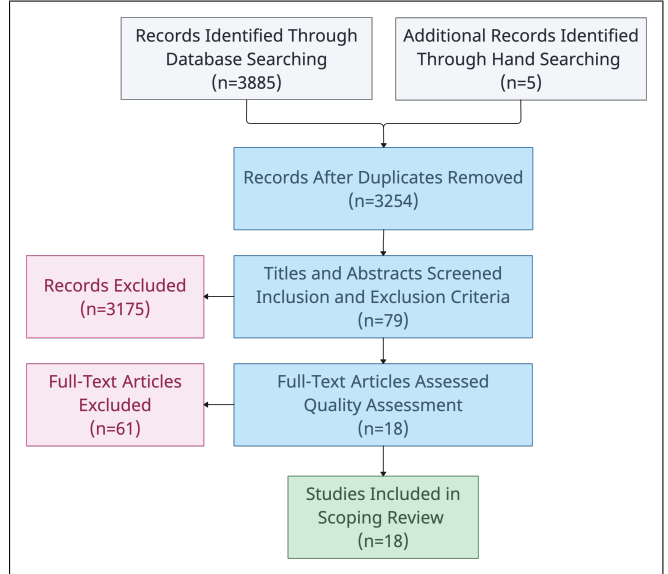 Records Identified Through
Database Searching
(n=3885)
Additional Records Identified
Through Hand Searching
(n=5)
Records After Duplicates Removed
(n=3254)
Records Excluded
(n=3175)
Titles and Abstracts Screened
Inclusion and Exclusion Criteria
(n=79)
Full-Text Articles
Excluded
(n=61)
Full-Text Articles Assessed
Quality Assessment
(n=18)
Studies Included in
Scoping Review
(n=18)